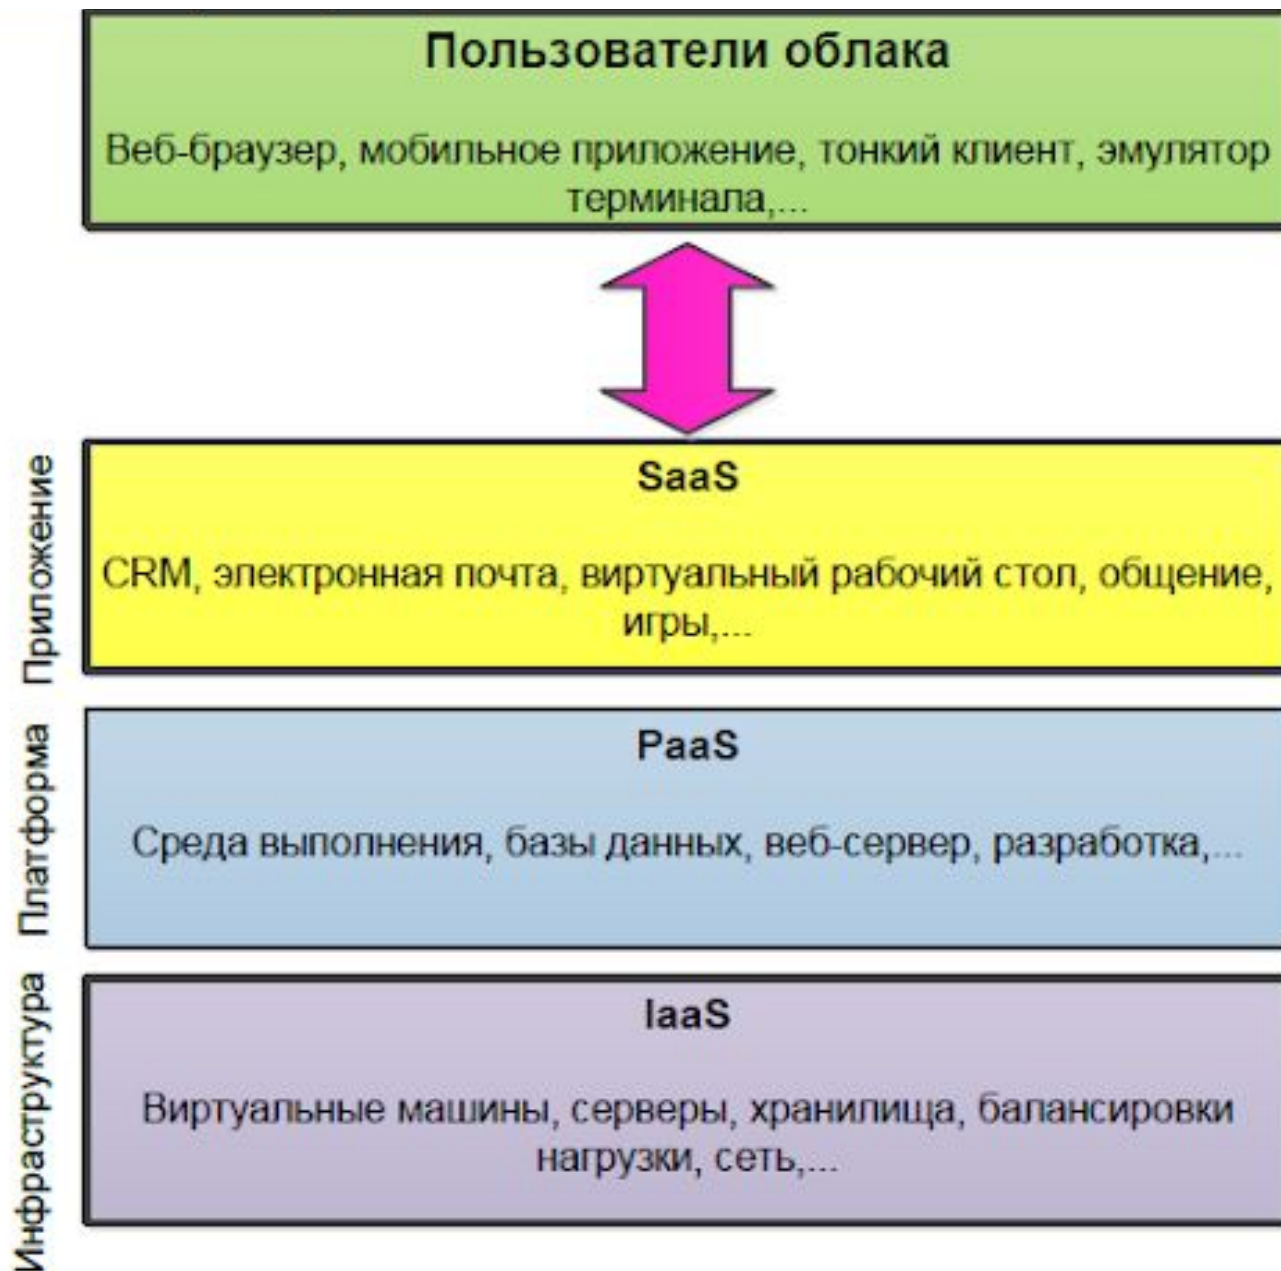 Пользователи облака
Веб-браузер, мобильное приложение, тонкий клиент, эмулятор
терминала,...
Приложение
SaaS
CRM, электронная почта, виртуальный рабочий стол, общение,
игры,...
Платформа
PaaS
Среда выполнения, базы данных, веб-сервер, разработка,...
Инфраструктура
IaaS
Виртуальные машины, серверы, хранилища, балансировки
нагрузки, сеть,...